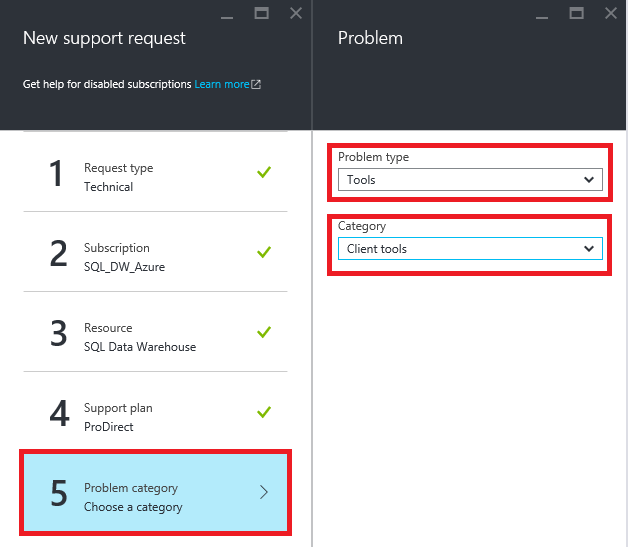 New support request
Get help for disabled subscriptions Learn more
1
Request type
Technical
2
Subscription
SQL_DW_Azure
3
Resource
SQL Data Warehouse
4
Support plan
ProDirect
5
Problem category
Choose a category
Problem
Problem type
Tools
Category
Client tools